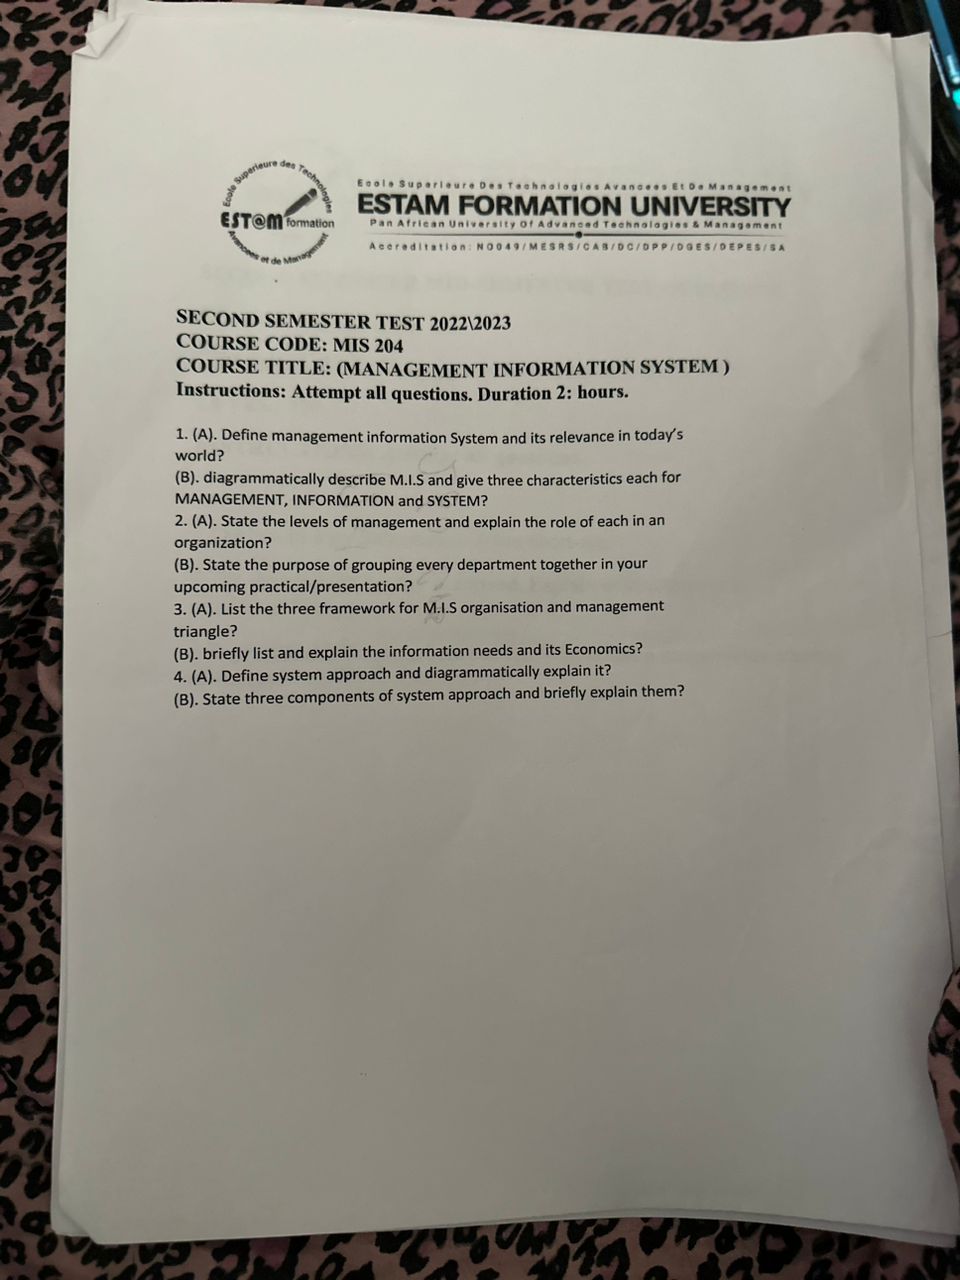 Ecole Superieure des Technologies
EST@M formation
Avancees et de Management
Ecole Superieure Des Technologies Avancees Et De Management
ESTAM FORMATION UNIVERSITY
Pan African University Of Advanced Technologies & Management
Accreditation: N0049/MESRS/CAB/DC/DPP/DGES/DEPES/SA
SECOND SEMESTER TEST 2022\2023
COURSE CODE: MIS 204
COURSE TITLE: (MANAGEMENT INFORMATION SYSTEM )
Instructions: Attempt all questions. Duration 2: hours.
1. (A). Define management information System and its relevance in today's
world?
(B). diagrammatically describe M.I.S and give three characteristics each for
MANAGEMENT, INFORMATION and SYSTEM?
2. (A). State the levels of management and explain the role of each in an
organization?
(B). State the purpose of grouping every department together in your
upcoming practical/presentation?
3. (A). List the three framework for M.I.S organisation and management
triangle?
(B). briefly list and explain the information needs and its Economics?
4. (A). Define system approach and diagrammatically explain it?
(B). State three components of system approach and briefly explain them?